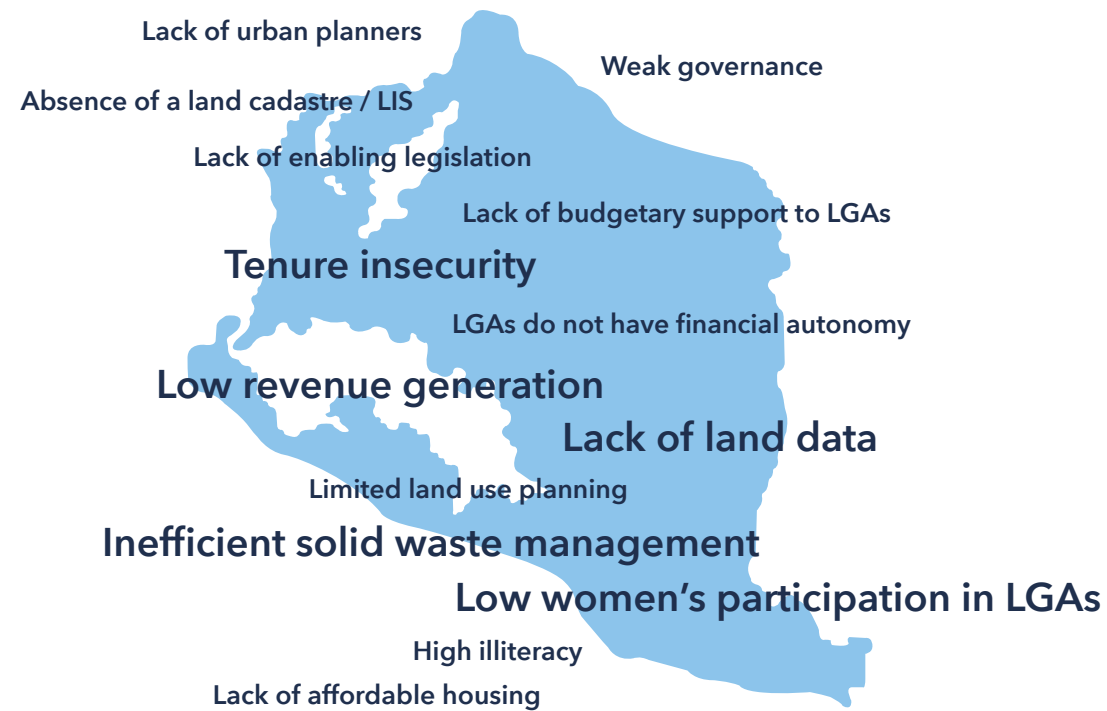 Lack of urban planners
Weak governance
Absence of a land cadastre / LIS
Lack of enabling legislation
Lack of budgetary support to LGAs
Tenure insecurity
LGAs do not have financial autonomy
Low revenue generation
Lack of land data
Limited land use planning
Inefficient solid waste management
Low women’s participation in LGAs
High illiteracy
Lack of affordable housing